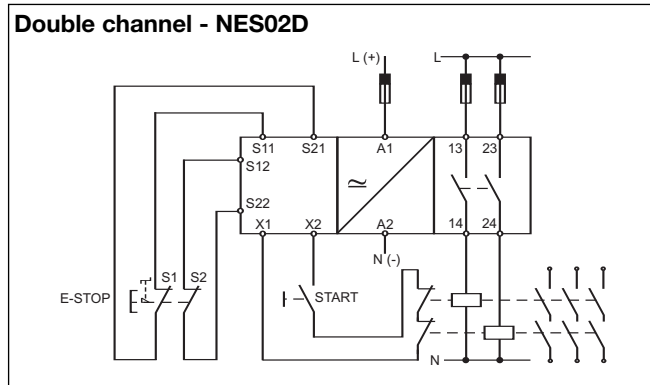 Double channel - NES02D
L (+)
L
S11 S21 A1 13 23
S12
S22
X1 X2 A2 14 24
N (-)
S1 S2
E-STOP
START
N